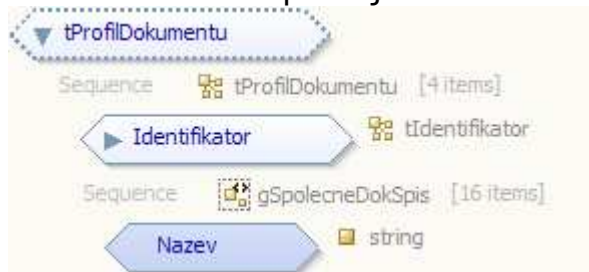 tProfilDokumentu
Sequence tProfilDokumentu [4 items]
Identifikator tIdentifikator
Sequence gSpolecneDokSpis [16 items]
Nazev string